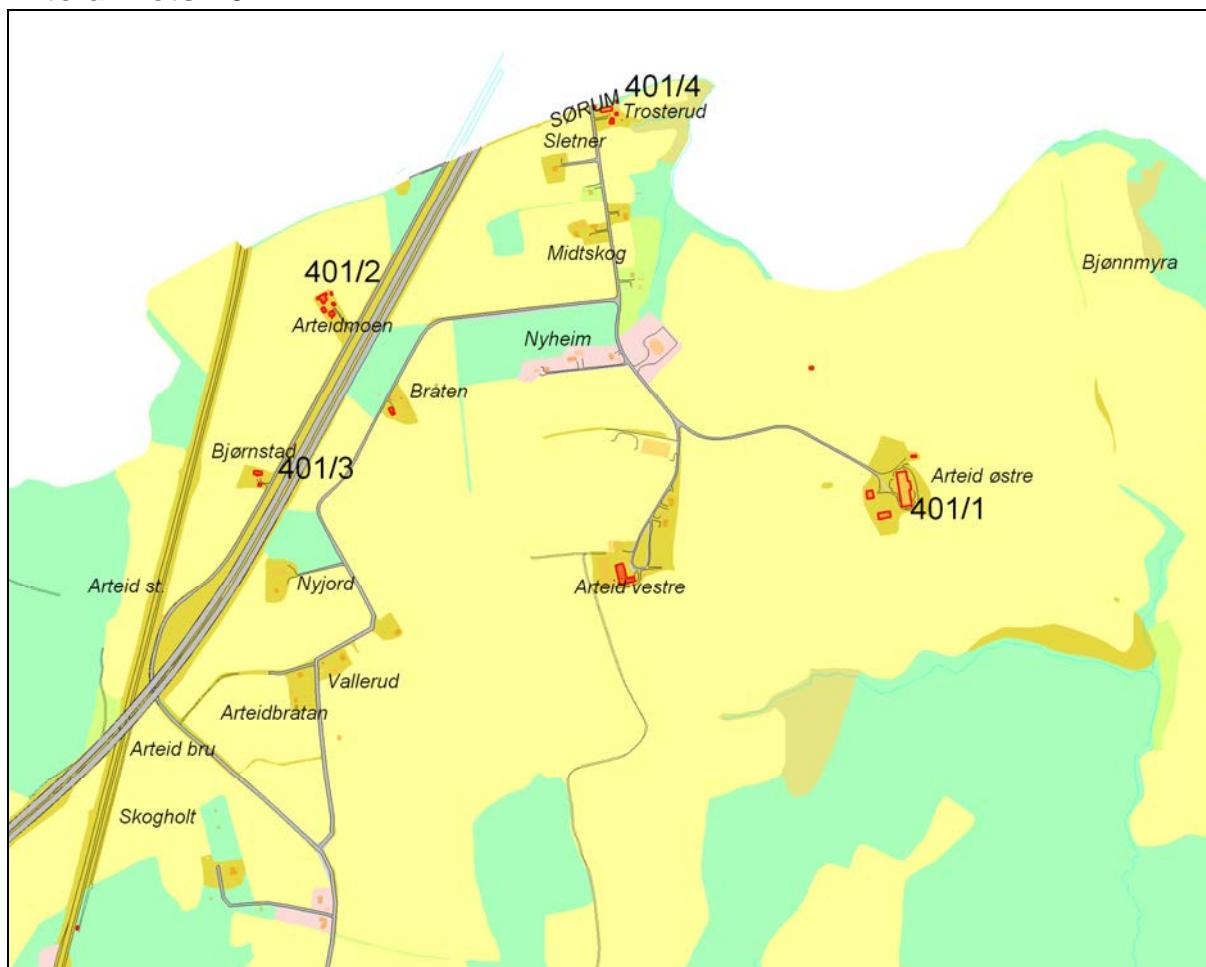 401/4
SØRUM
Trosterud
Sletner
Midtskog
Bjønnmyra
401/2
Arteidmoen
Nyheim
Bråten
Bjørnstad
401/3
Arteid østre
401/1
Arteid st.
Nyjord
Arteid vestre
Vallerud
Arteidbråtan
Arteid bru
Skogholt